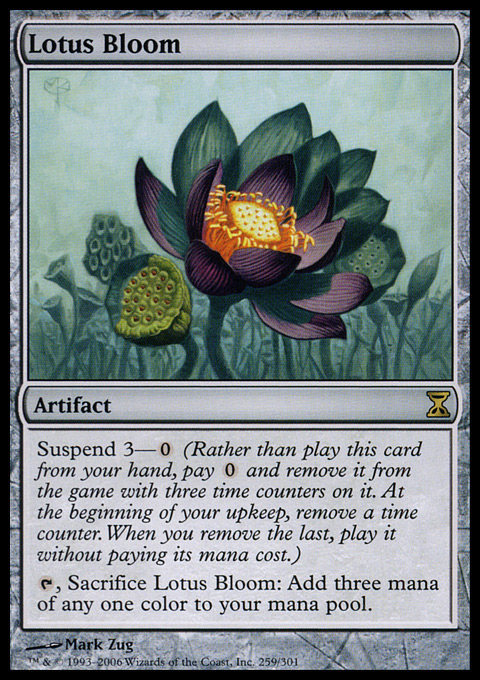 Lotus Bloom
Artifact
Suspend 3—0 (Rather than play this card
from your hand, pay 0 and remove it from
the game with three time counters on it. At
the beginning of your upkeep, remove a time
counter. When you remove the last, play it
without paying its mana cost.)
, Sacrifice Lotus Bloom: Add three mana
of any one color to your mana pool.
Mark Zug
™ & © 1993–2006 Wizards of the Coast, Inc. 259/301